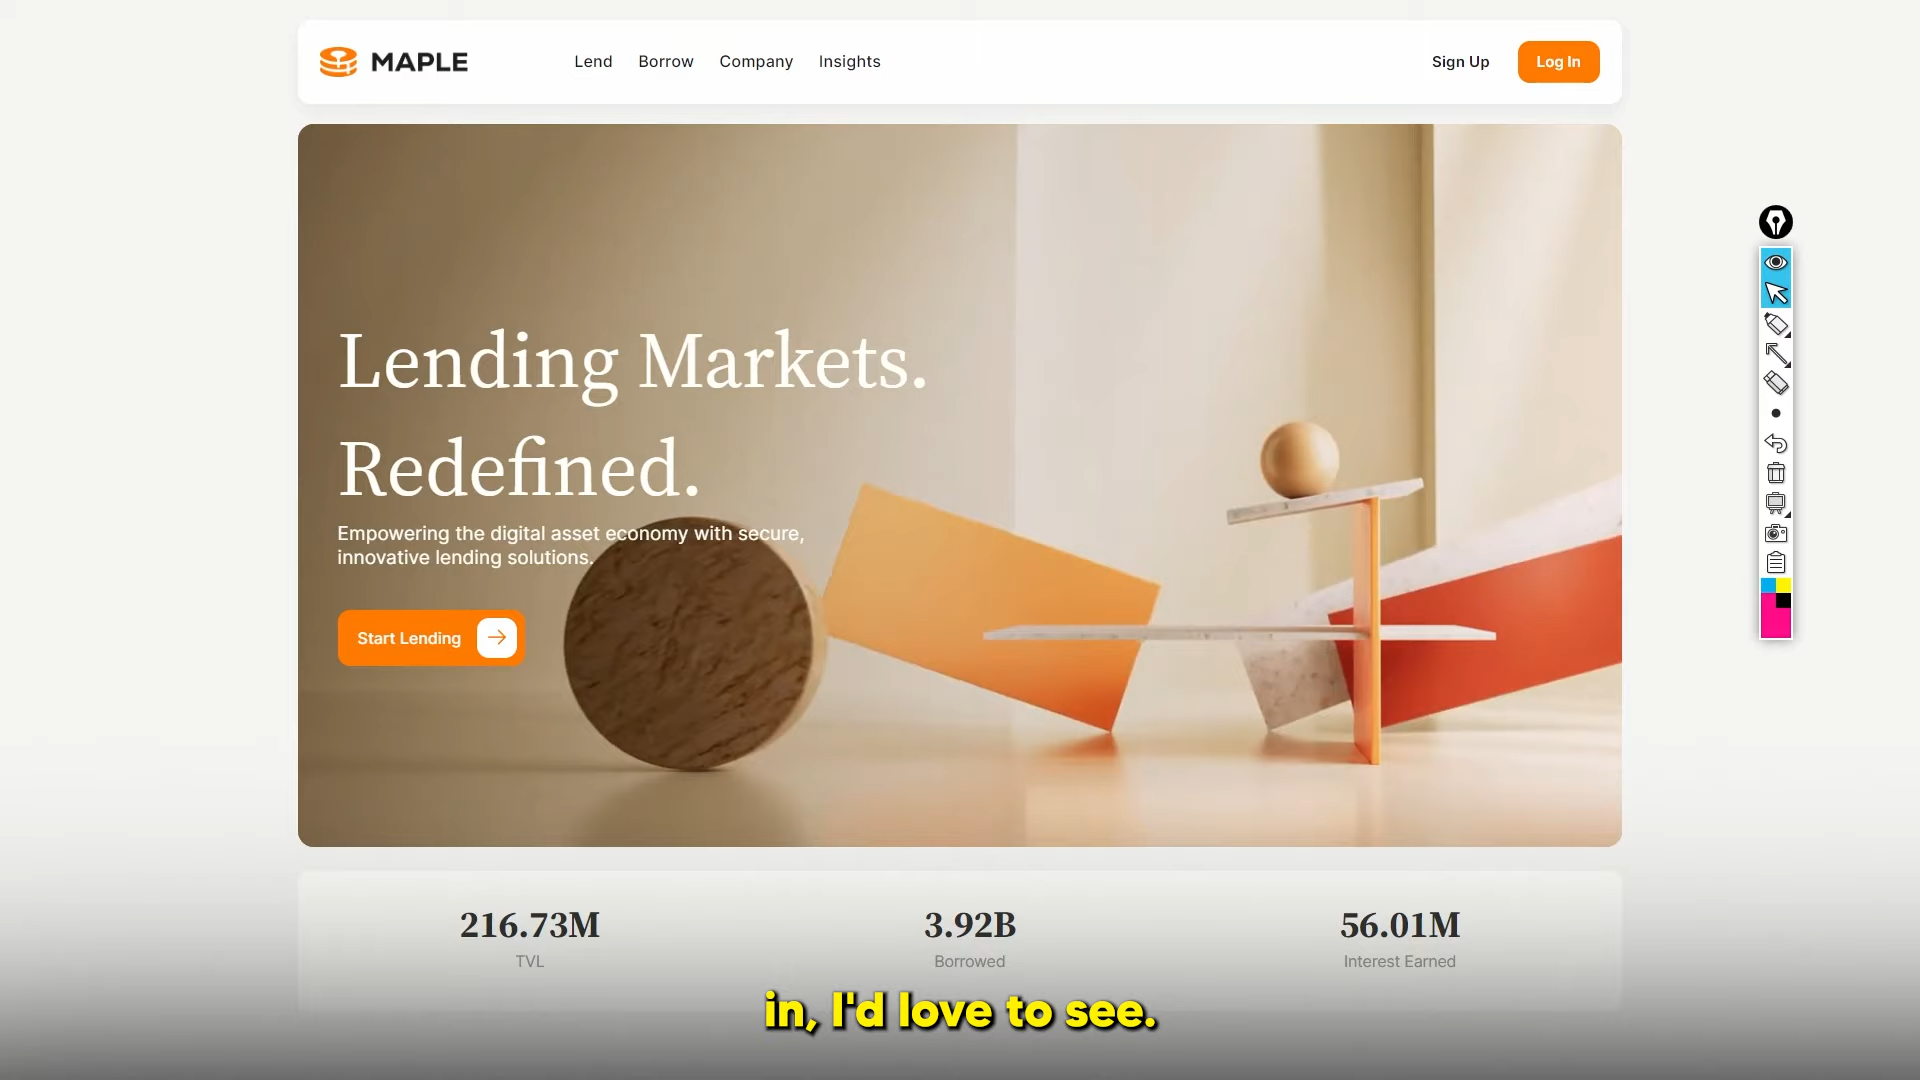 MAPLE
Lend Borrow Company Insights
Sign Up
Log In
Lending Markets.
Redefined.
Empowering the digital asset economy with secure,
innovative lending solutions.
Start Lending
216.73M
TVL
3.92B
Borrowed
56.01M
Interest Earned
in, I'd love to see.